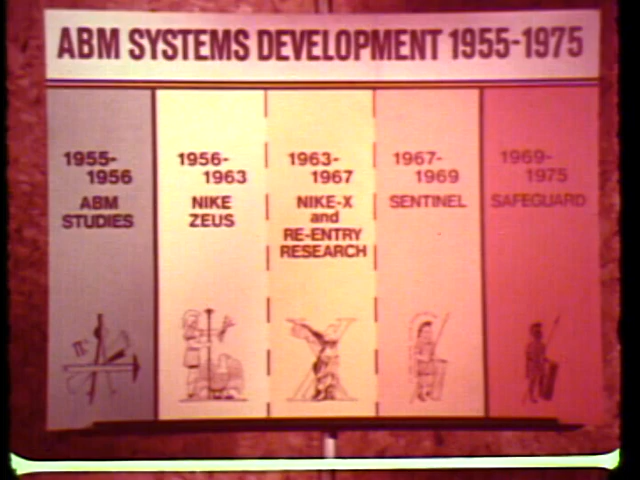 ABM SYSTEMS DEVELOPMENT 1955-1975
1955-
1956
ABM
STUDIES
1956-
1963
NIKE
ZEUS
1963-
1967
NIKE-X
and
RE-ENTRY
RESEARCH
1967-
1969
SENTINEL
1969-
1975
SAFEGUARD